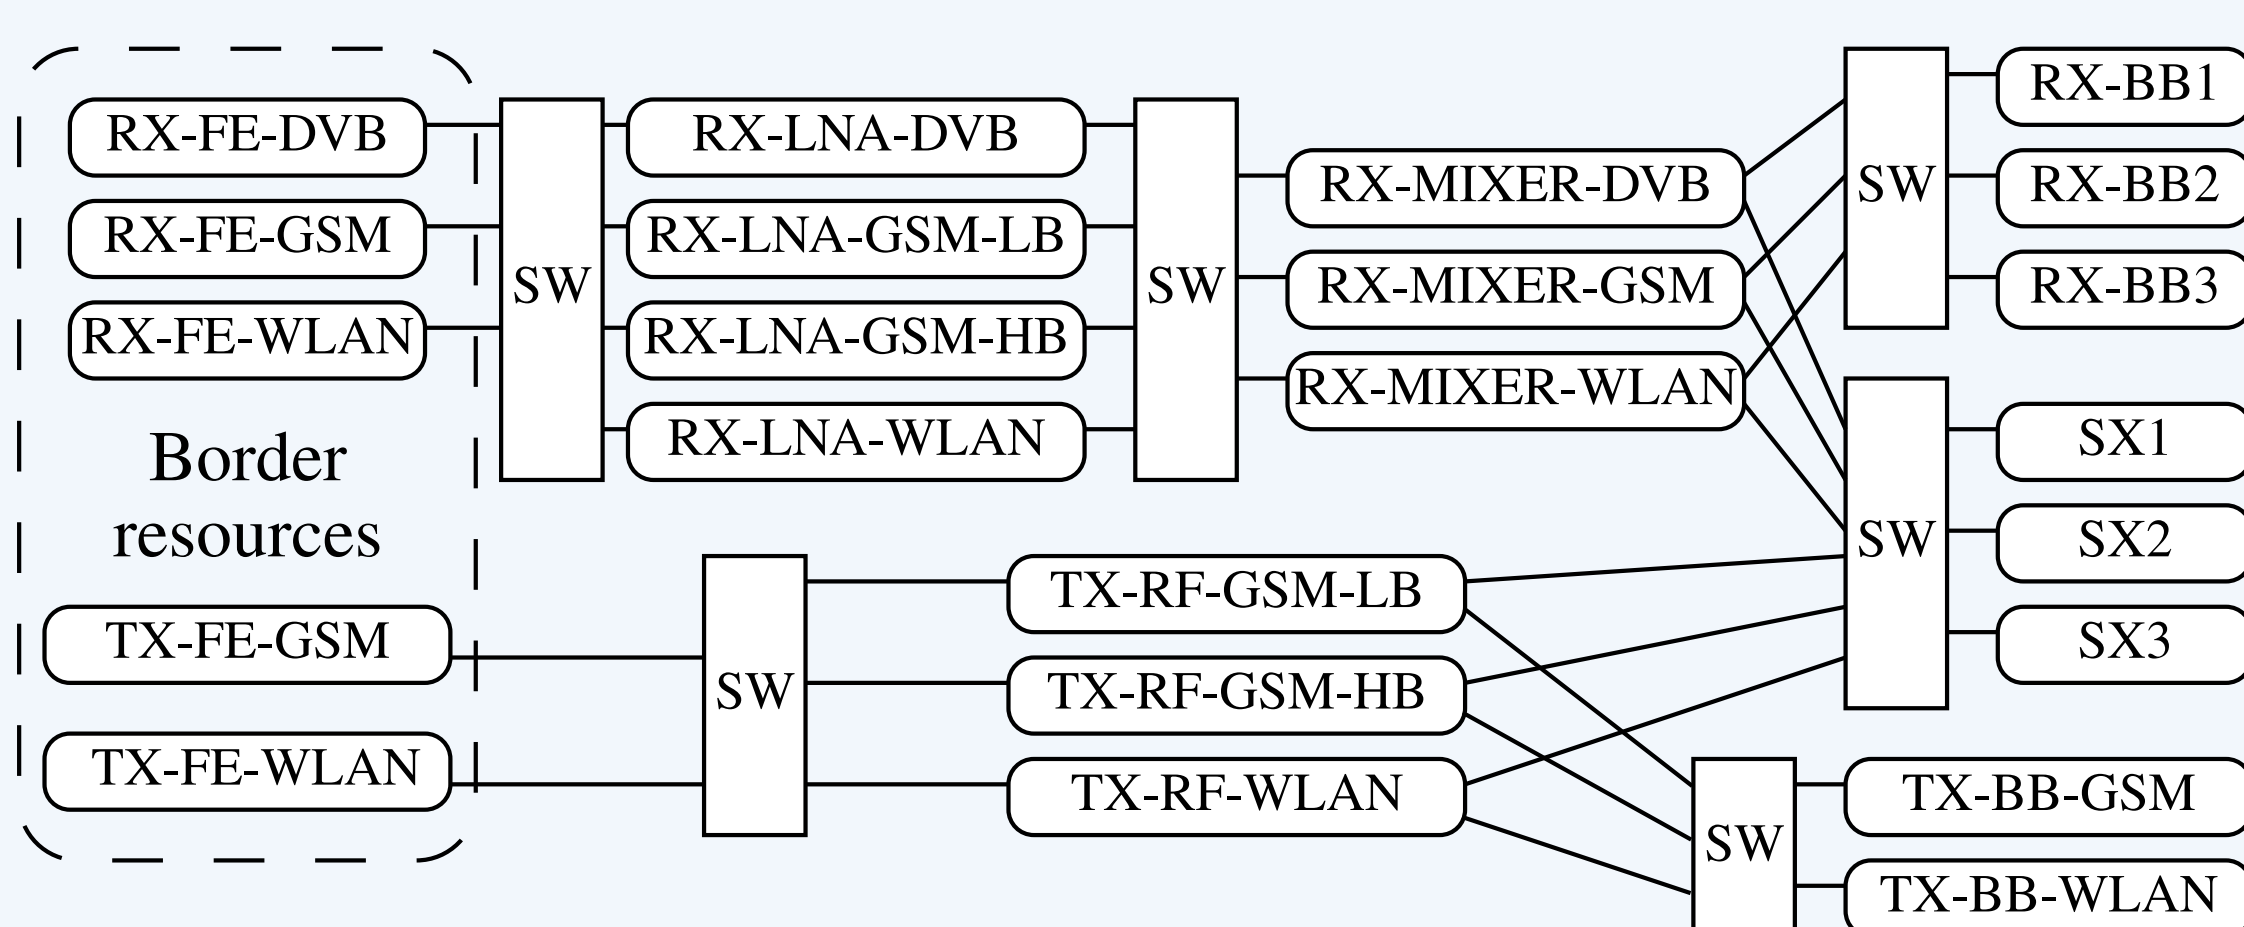 RX-FE-DVB
RX-FE-GSM
RX-FE-WLAN
Border
resources
TX-FE-GSM
TX-FE-WLAN
SW
RX-LNA-DVB
RX-LNA-GSM-LB
RX-LNA-GSM-HB
RX-LNA-WLAN
SW
RX-MIXER-DVB
RX-MIXER-GSM
RX-MIXER-WLAN
SW
RX-BB1
RX-BB2
RX-BB3
SW
SX1
SX2
SX3
SW
TX-RF-GSM-LB
TX-RF-GSM-HB
TX-RF-WLAN
SW
TX-BB-GSM
TX-BB-WLAN